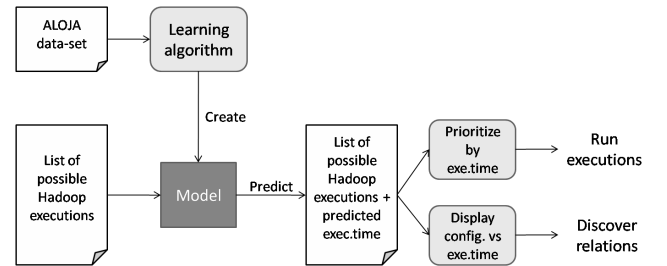 ALOJA
data-set
Learning
algorithm
Create
List of
possible
Hadoop
executions
Model
Predict
List of
possible
Hadoop
executions +
predicted
exec.time
Prioritize
by
exe.time
Run
executions
Display
config. vs
exe.time
Discover
relations